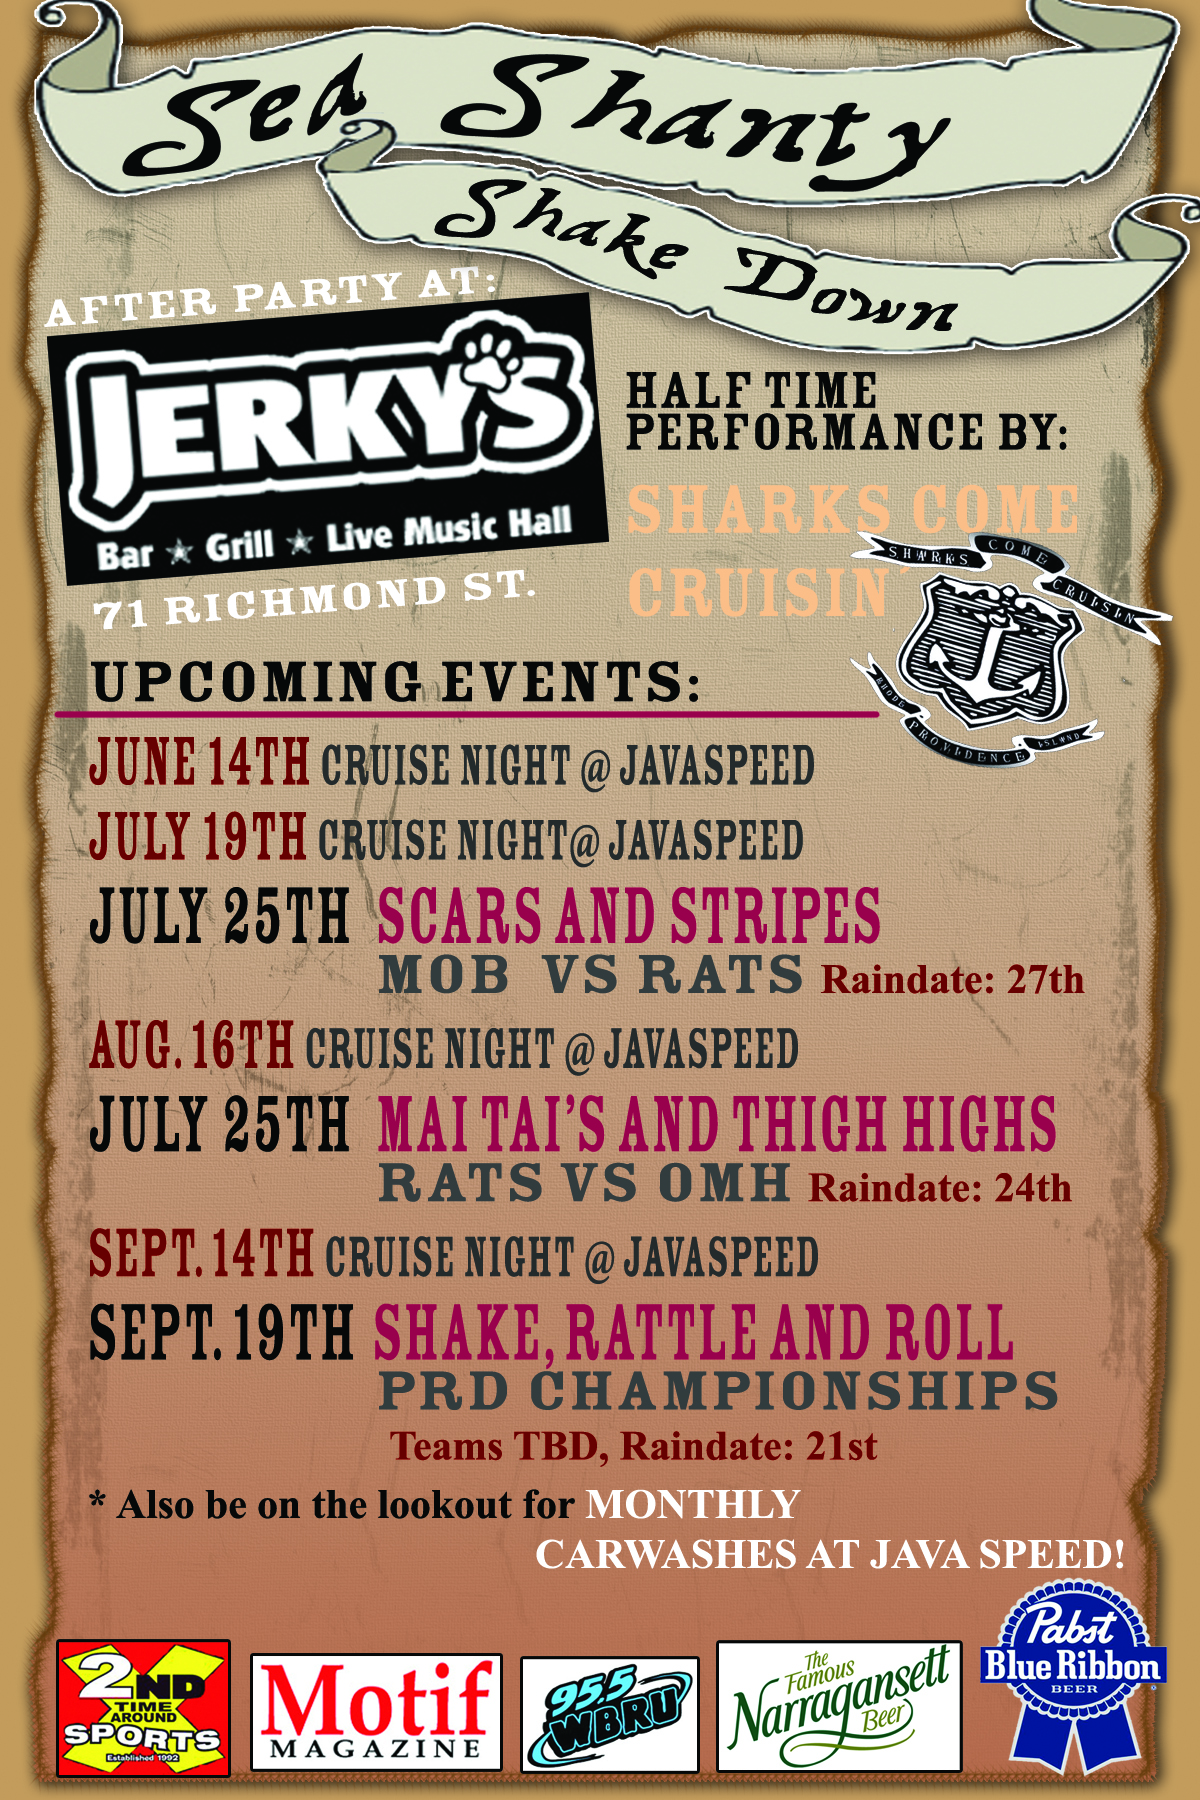 Sea Shanty
Shake Down
AFTER PARTY AT:
JERKY'S
Bar ★ Grill ★ Live Music Hall
71 RICHMOND ST.
HALF TIME
PERFORMANCE BY:
SHARKS COME
CRUISIN'
SHARKS COME CRUISIN
RHODE PROVIDENCE ISLAND
UPCOMING EVENTS:
JUNE 14TH CRUISE NIGHT @ JAVASPEED
JULY 19TH CRUISE NIGHT@ JAVASPEED
JULY 25TH SCARS AND STRIPES
MOB VS RATS Raindate: 27th
AUG. 16TH CRUISE NIGHT @ JAVASPEED
JULY 25TH MAI TAI'S AND THIGH HIGHS
RATS VS OMH Raindate: 24th
SEPT. 14TH CRUISE NIGHT @ JAVASPEED
SEPT. 19TH SHAKE, RATTLE AND ROLL
PRD CHAMPIONSHIPS
Teams TBD, Raindate: 21st
* Also be on the lookout for MONTHLY
CARWASHES AT JAVA SPEED!
2ND
TIME
AROUND
SPORTS
Established 1992
Motif
MAGAZINE
95.5
WBRU
The
Famous
Narragansett
Beer
Pabst
Blue Ribbon
BEER
®